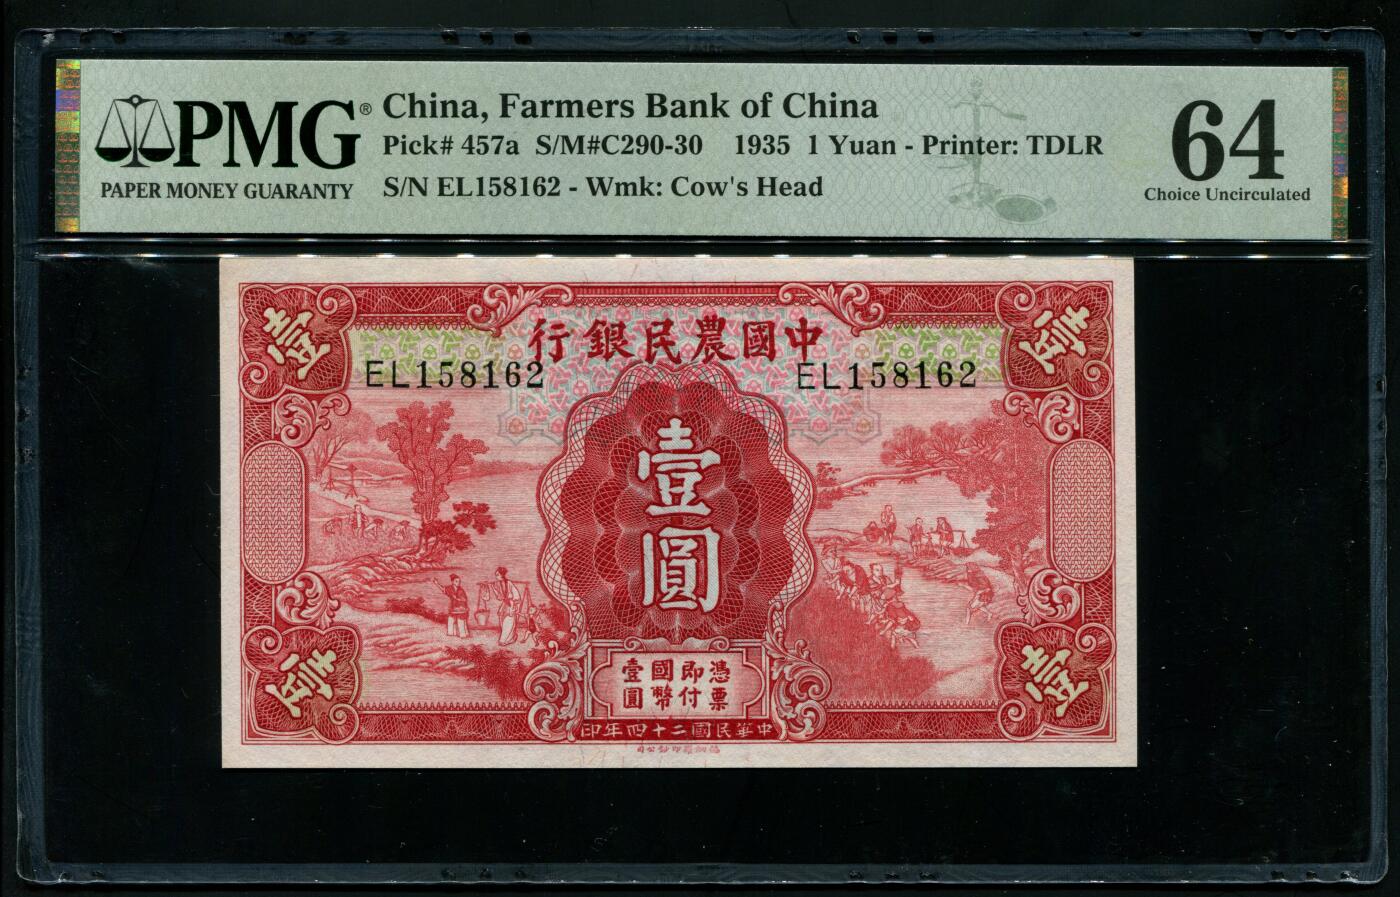 PMG®
PAPER MONEY GUARANTY
China, Farmers Bank of China
Pick# 457a S/M#C290-30 1935 1 Yuan - Printer: TDLR
S/N EL158162 - Wmk: Cow's Head
64
Choice Uncirculated
壹
壹
中國農民銀行
EL158162
EL158162
壹圓
憑票
即付
國幣
壹圓
壹
壹
中華民國二十四年印